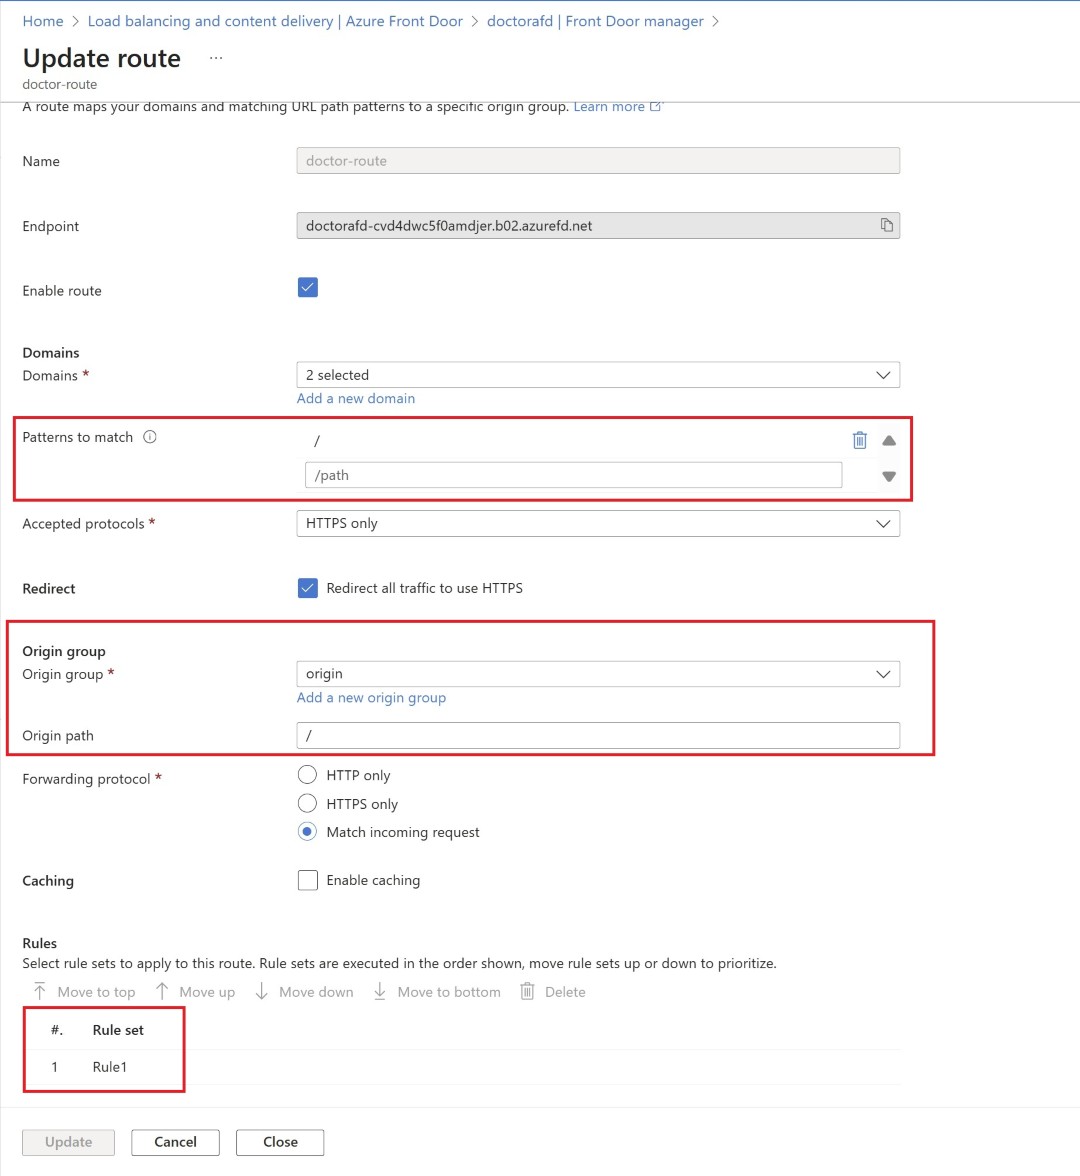 Home > Load balancing and content delivery | Azure Front Door > doctorafd | Front Door manager >
Update route ...
doctor-route
A route maps your domains and matching URL path patterns to a specific origin group. Learn more
Name
doctor-route
Endpoint
doctorafd-cvd4dwc5f0amdjer.b02.azurefd.net
Enable route
Domains
Domains *
2 selected
Add a new domain
Patterns to match
/
/path
Accepted protocols *
HTTPS only
Redirect
Redirect all traffic to use HTTPS
Origin group
Origin group *
origin
Add a new origin group
Origin path
/
Forwarding protocol *
HTTP only
HTTPS only
Match incoming request
Caching
Enable caching
Rules
Select rule sets to apply to this route. Rule sets are executed in the order shown, move rule sets up or down to prioritize.
Move to top Move up Move down Move to bottom Delete
#. Rule set
1 Rule1
Update Cancel Close